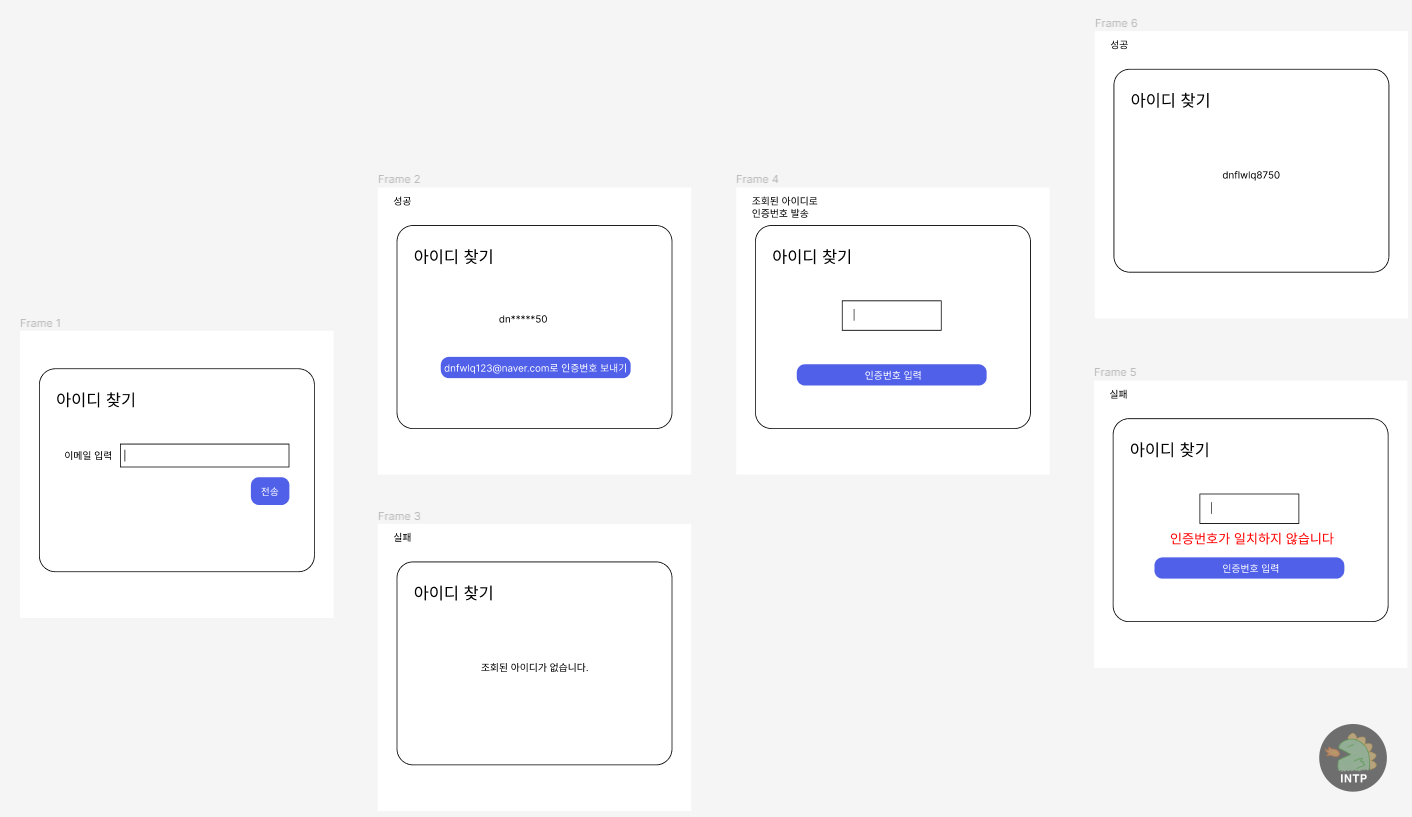 Frame 1
아이디 찾기
이메일 입력
전송
Frame 2
성공
아이디 찾기
dn*****50
dnfwlq123@naver.com로 인증번호 보내기
Frame 3
실패
아이디 찾기
조회된 아이디가 없습니다.
Frame 4
조회된 아이디로
인증번호 발송
아이디 찾기
인증번호 입력
Frame 6
성공
아이디 찾기
dnflwlq8750
Frame 5
실패
아이디 찾기
인증번호가 일치하지 않습니다
인증번호 입력
INTP